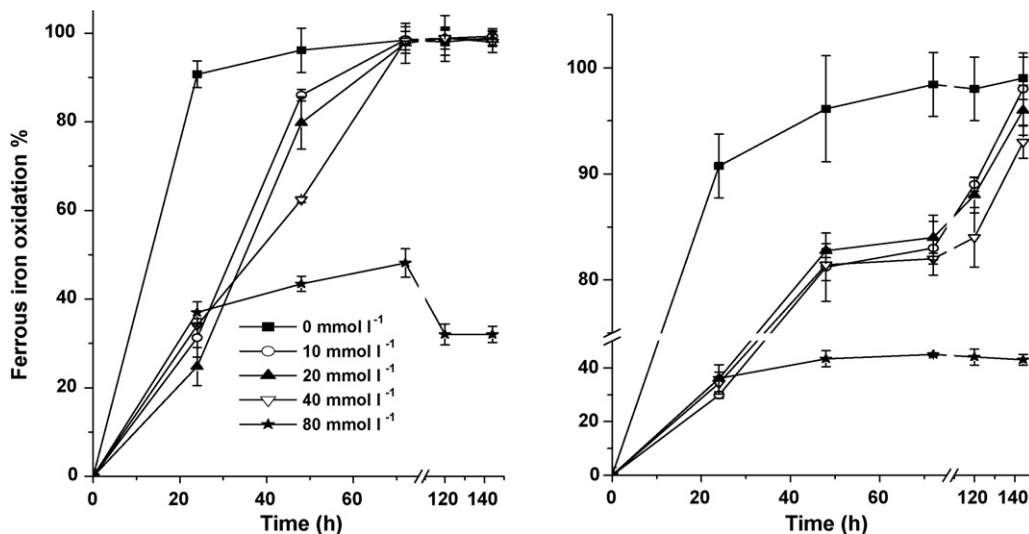 Ferrous iron oxidation %
100
80
60
40
20
0
0 mmol l-1
10 mmol l-1
20 mmol l-1
40 mmol l-1
80 mmol l-1
0 20 40 60 120 140
Time (h)
100
90
80
40
20
0
0 20 40 60 120 140
Time (h)